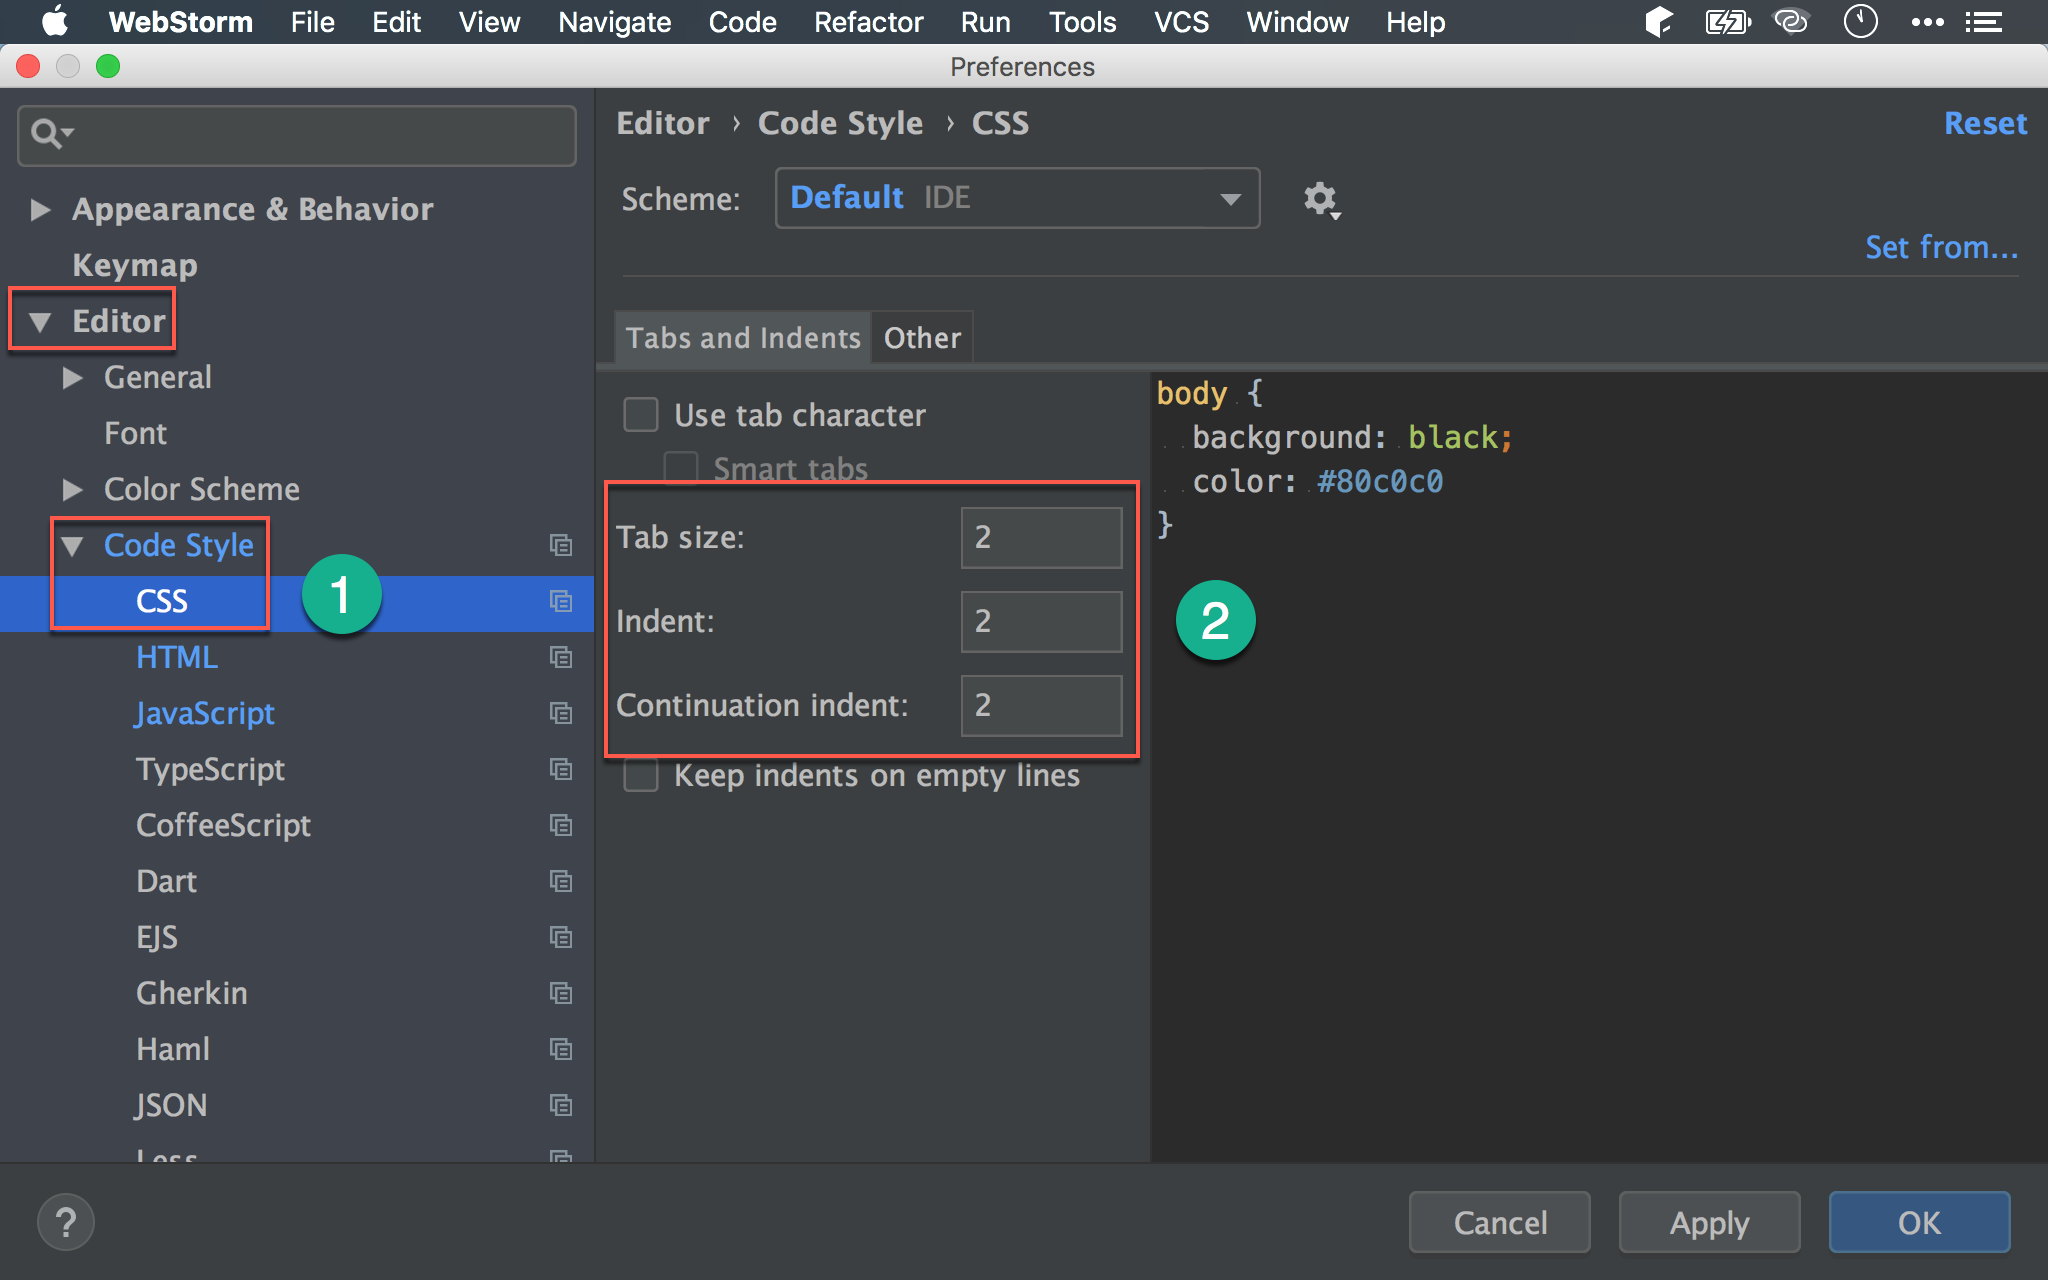 WebStorm File Edit View Navigate Code Refactor Run Tools VCS Window Help
Preferences
Editor › Code Style › CSS
Reset
Scheme: Default IDE
Set from...
Appearance & Behavior
Keymap
Editor
General
Font
Color Scheme
Code Style
CSS
1
HTML
JavaScript
TypeScript
CoffeeScript
Dart
EJS
Gherkin
Haml
JSON
Less
Tabs and Indents Other
Use tab character
Smart tabs
Tab size: 2
Indent: 2
Continuation indent: 2
Keep indents on empty lines
2
body {
background: black;
color: #80c0c0
}
?
Cancel Apply OK